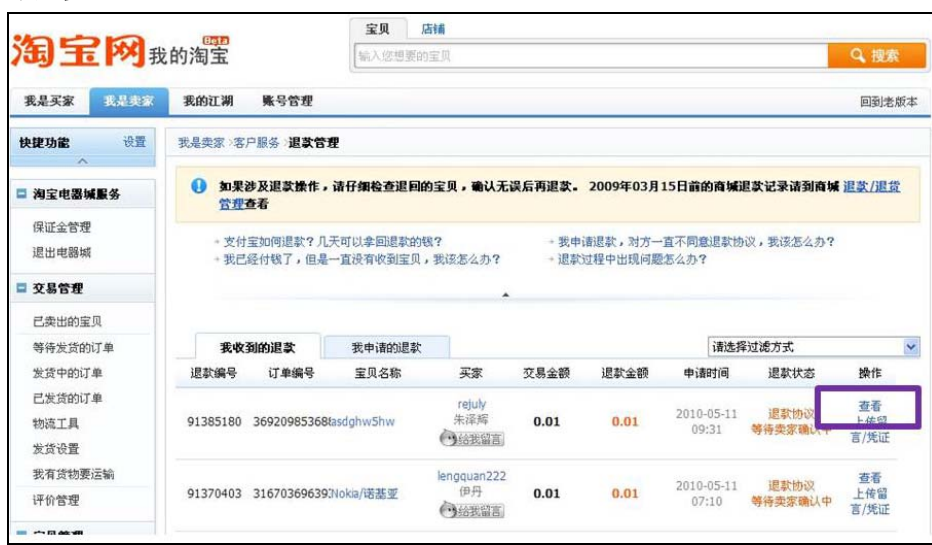 淘宝网 我的淘宝 Beta
宝贝 店铺
输入您想要的宝贝 搜索
我是买家 我是卖家 我的江湖 账号管理 回到老版本
快捷功能 设置
我是卖家 > 客户服务 > 退款管理
淘宝电器城服务
保证金管理
退出电器城
交易管理
已卖出的宝贝
等待发货的订单
发货中的订单
已发货的订单
物流工具
发货设置
我有货物要运输
评价管理
如果涉及退款操作，请仔细检查退回的宝贝，确认无误后再退款。 2009年03月15日前的商城退款记录请到商城 退款/退货
管理查看
支付宝如何退款？几天可以拿回退款的钱？ 我申请退款，对方一直不同意退款协议，我该怎么办？
我已经付钱了，但是一直没有收到宝贝，我该怎么办？ 退款过程中出现问题怎么办？
我收到的退款 我申请的退款 请选择过滤方式
退款编号 订单编号 宝贝名称 买家 交易金额 退款金额 申请时间 退款状态 操作
91385180 36920985368 asdghw5hw rejuly 0.01 0.01 2010-05-11 退款协议 查看
朱泽辉 09:31 等待卖家确认中 上传留
给我留言 言/凭证
91370403 31670369639 Nokia/诺基亚 lengquan222 0.01 0.01 2010-05-11 退款协议 查看
伊丹 07:10 等待卖家确认中 上传留
给我留言 言/凭证